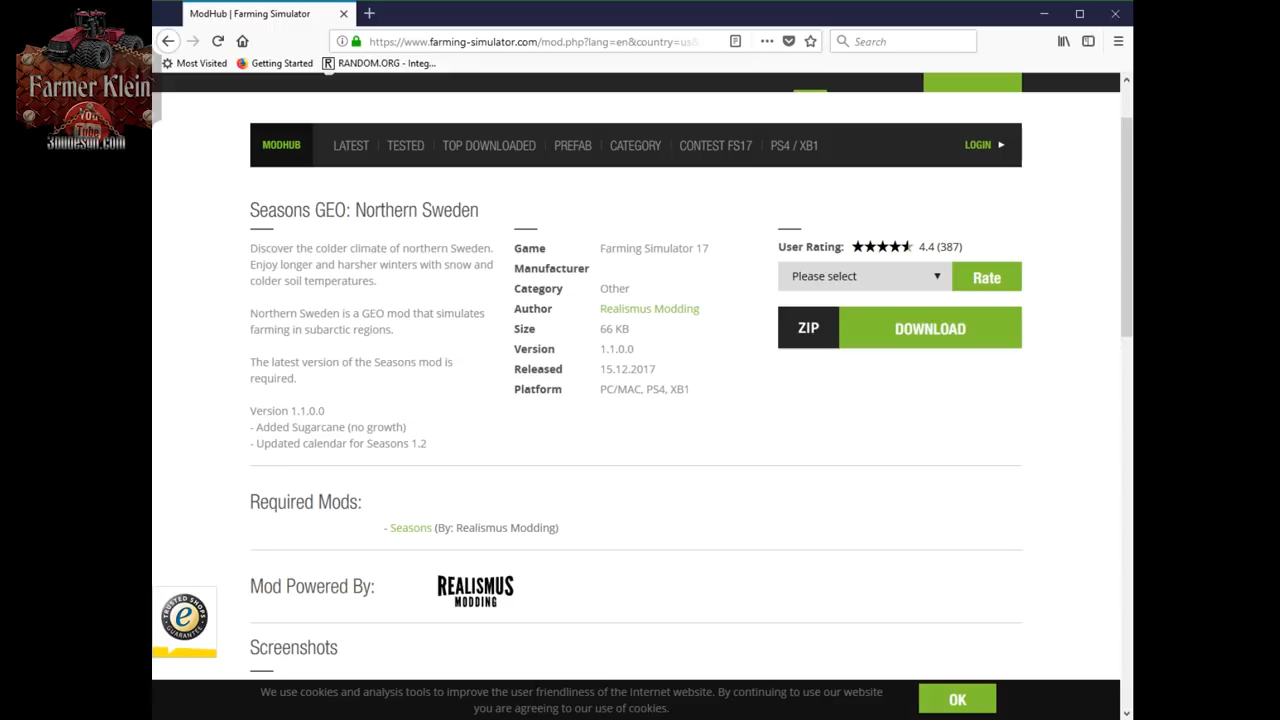 ModHub | Farming Simulator
https://www.farming-simulator.com/mod.php?lang=en&country=us&
Search
Most Visited
Getting Started
RANDOM.ORG - Integ...
Farmer Klein
You
Tube
MODHUB
LATEST
TESTED
TOP DOWNLOADED
PREFAB
CATEGORY
CONTEST FS17
PS4 / XB1
LOGIN
Seasons GEO: Northern Sweden
Discover the colder climate of northern Sweden.
Enjoy longer and harsher winters with snow and
colder soil temperatures.
Northern Sweden is a GEO mod that simulates
farming in subarctic regions.
The latest version of the Seasons mod is
required.
Version 1.1.0.0
- Added Sugarcane (no growth)
- Updated calendar for Seasons 1.2
Game Farming Simulator 17
Manufacturer
Category Other
Author Realismus Modding
Size 66 KB
Version 1.1.0.0
Released 15.12.2017
Platform PC/MAC, PS4, XB1
User Rating: 4.4 (387)
Please select
Rate
ZIP
DOWNLOAD
Required Mods:
- Seasons (By: Realismus Modding)
Mod Powered By:
REALISMUS
MODDING
TRUSTED SHOPS
e
GUARANTEE
Screenshots
We use cookies and analysis tools to improve the user friendliness of the Internet website. By continuing to use our website
you are agreeing to our use of cookies.
OK